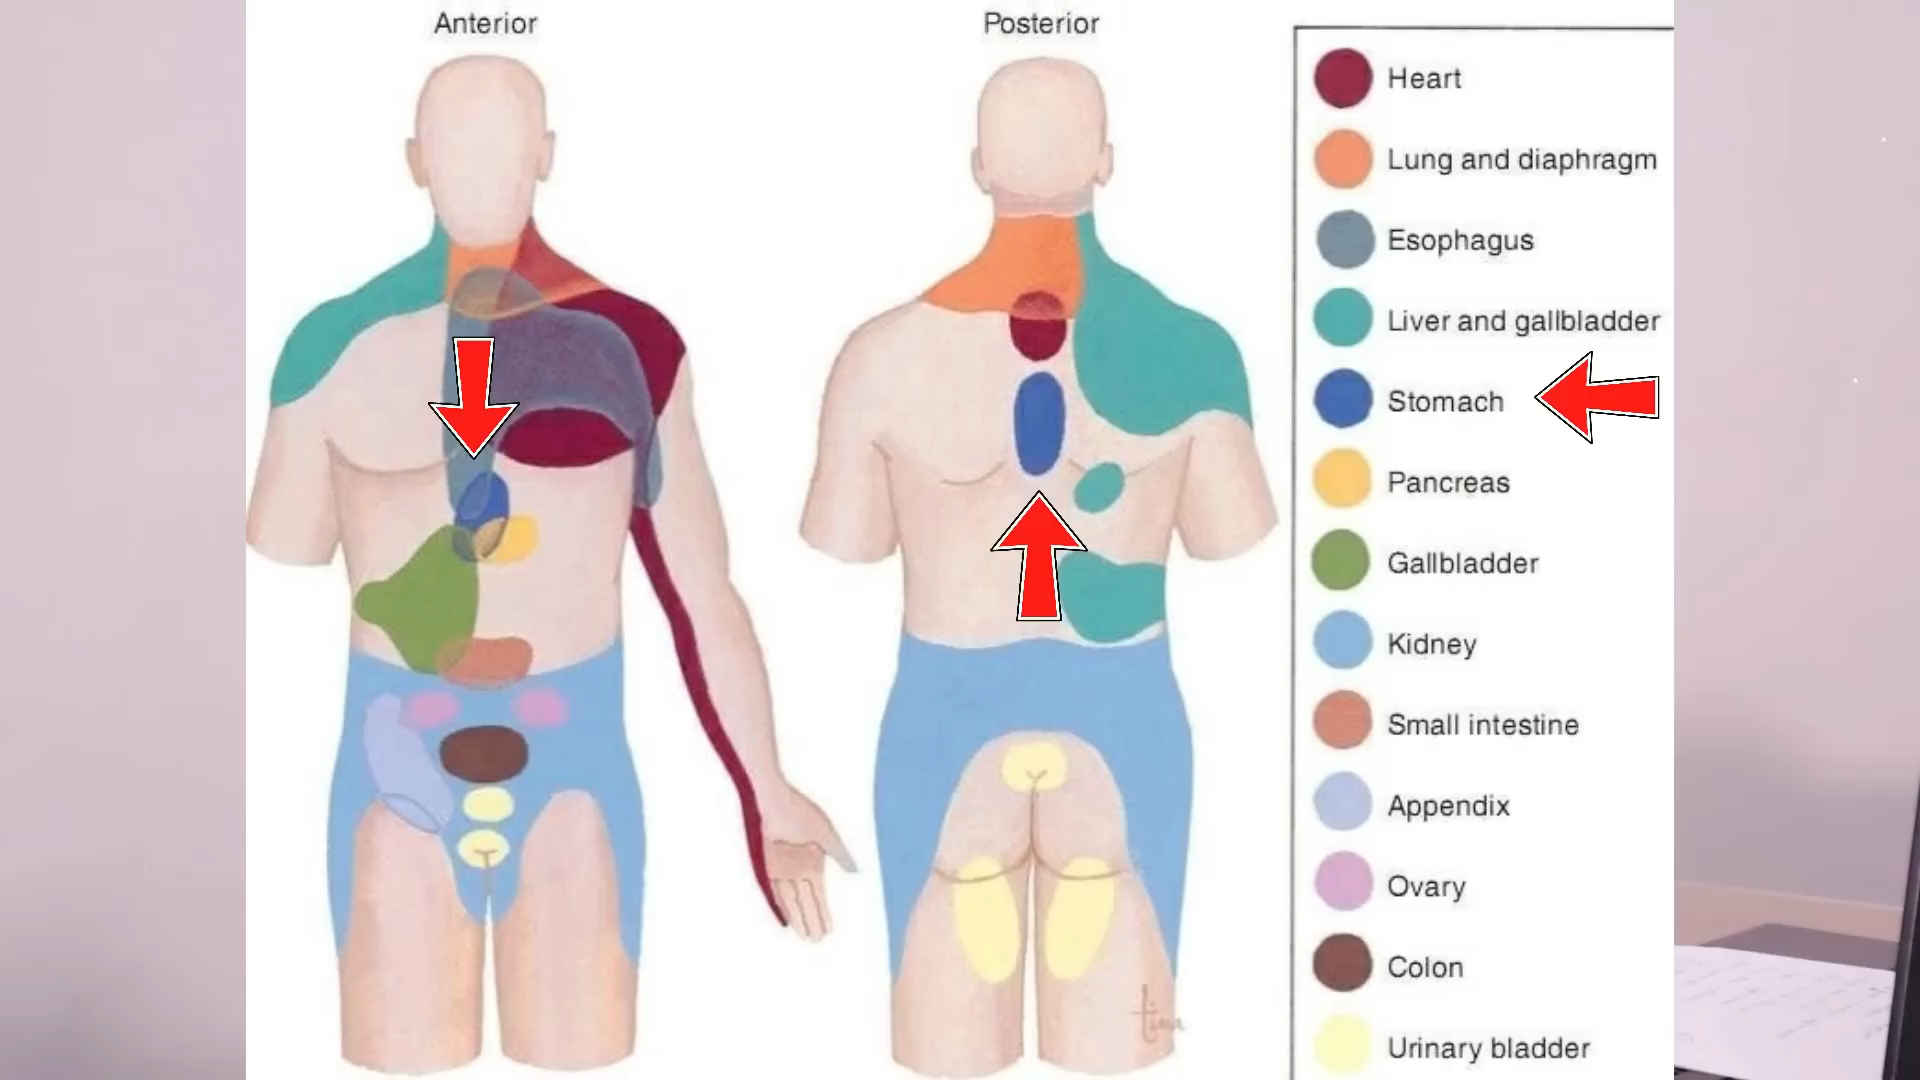 Anterior
Posterior
Heart
Lung and diaphragm
Esophagus
Liver and gallbladder
Stomach
Pancreas
Gallbladder
Kidney
Small intestine
Appendix
Ovary
Colon
Urinary bladder